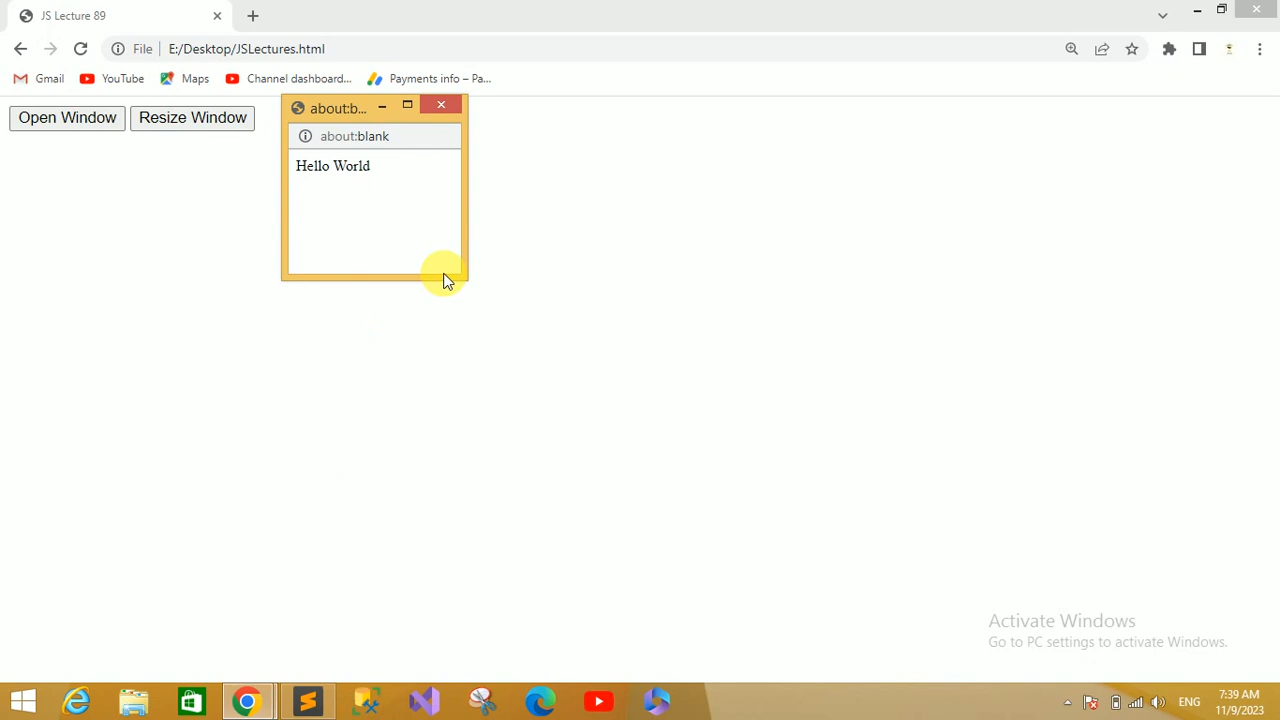 JS Lecture 89
File E:/Desktop/JSLectures.html
Gmail YouTube Maps Channel dashboard... Payments info – Pa...
Open Window Resize Window
about:b...
about:blank
Hello World
Activate Windows
Go to PC settings to activate Windows.
ENG
7:39 AM
11/9/2023